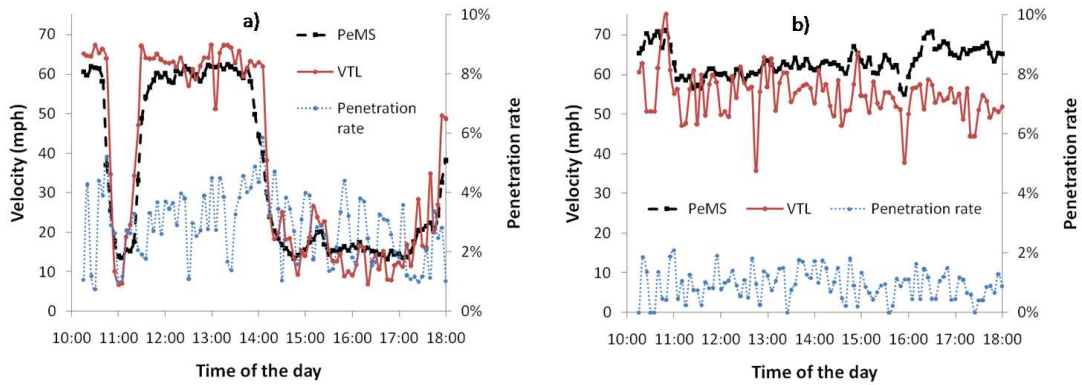 a)
70
60
50
40
30
20
10
0
Velocity (mph)
10%
8%
6%
4%
2%
0%
Penetration rate
PeMS
VTL
Penetration
rate
10:00 11:00 12:00 13:00 14:00 15:00 16:00 17:00 18:00
Time of the day
b)
70
60
50
40
30
20
10
0
Velocity (mph)
10%
8%
6%
4%
2%
0%
Penetration rate
PeMS VTL Penetration rate
10:00 11:00 12:00 13:00 14:00 15:00 16:00 17:00 18:00
Time of the day